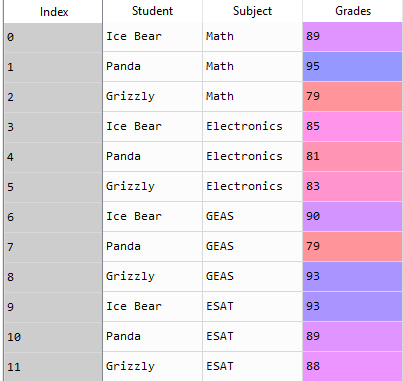 Index Student Subject Grades
0 Ice Bear Math 89
1 Panda Math 95
2 Grizzly Math 79
3 Ice Bear Electronics 85
4 Panda Electronics 81
5 Grizzly Electronics 83
6 Ice Bear GEAS 90
7 Panda GEAS 79
8 Grizzly GEAS 93
9 Ice Bear ESAT 93
10 Panda ESAT 89
11 Grizzly ESAT 88